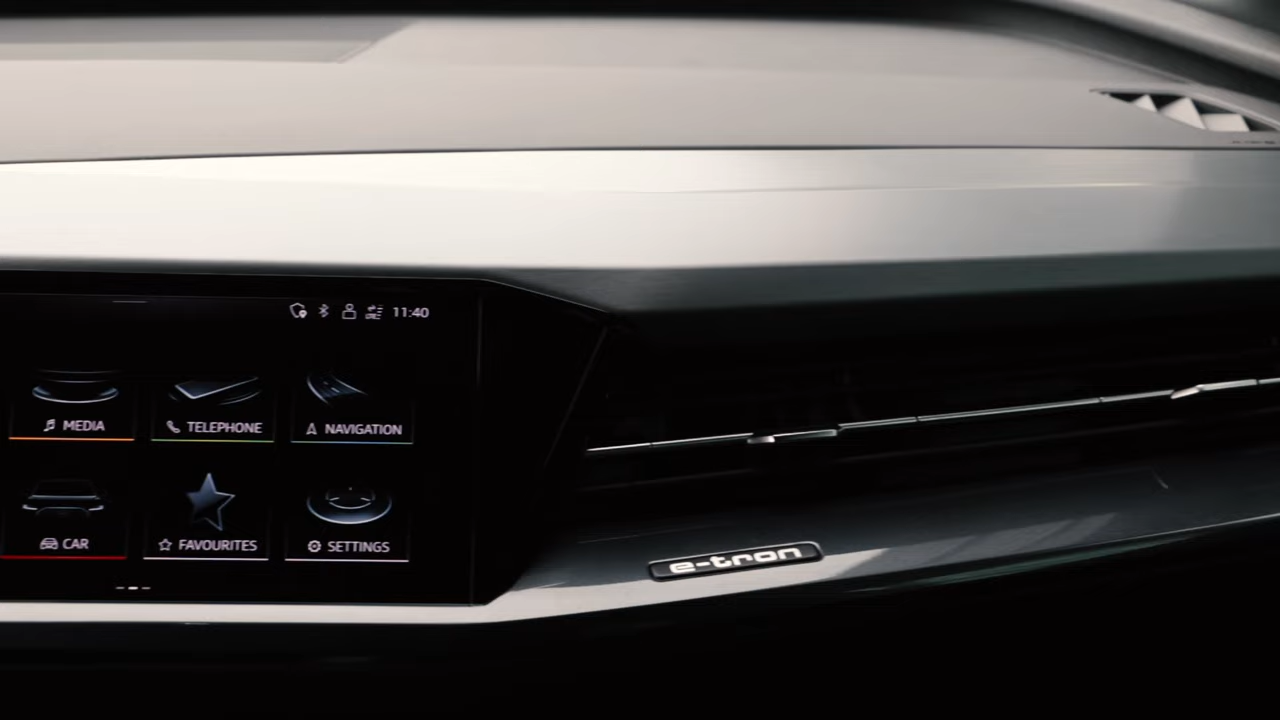 11:40
MEDIA TELEPHONE NAVIGATION
CAR FAVOURITES SETTINGS
e-tron